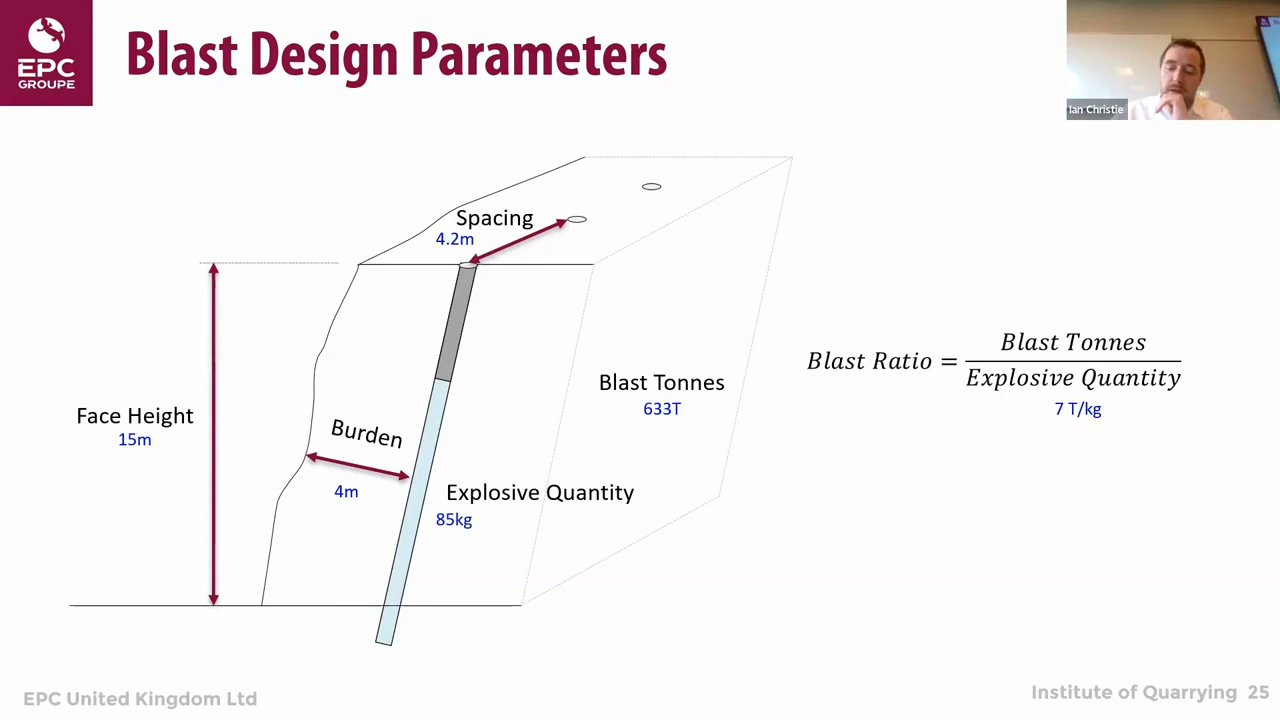 EPC
GROUPE
Blast Design Parameters
Ian Christie
Spacing
4.2m
Face Height
15m
Burden
4m
Explosive Quantity
85kg
Blast Tonnes
633T
Blast Ratio = Blast Tonnes
Explosive Quantity
7 T/kg
EPC United Kingdom Ltd
Institute of Quarrying 25